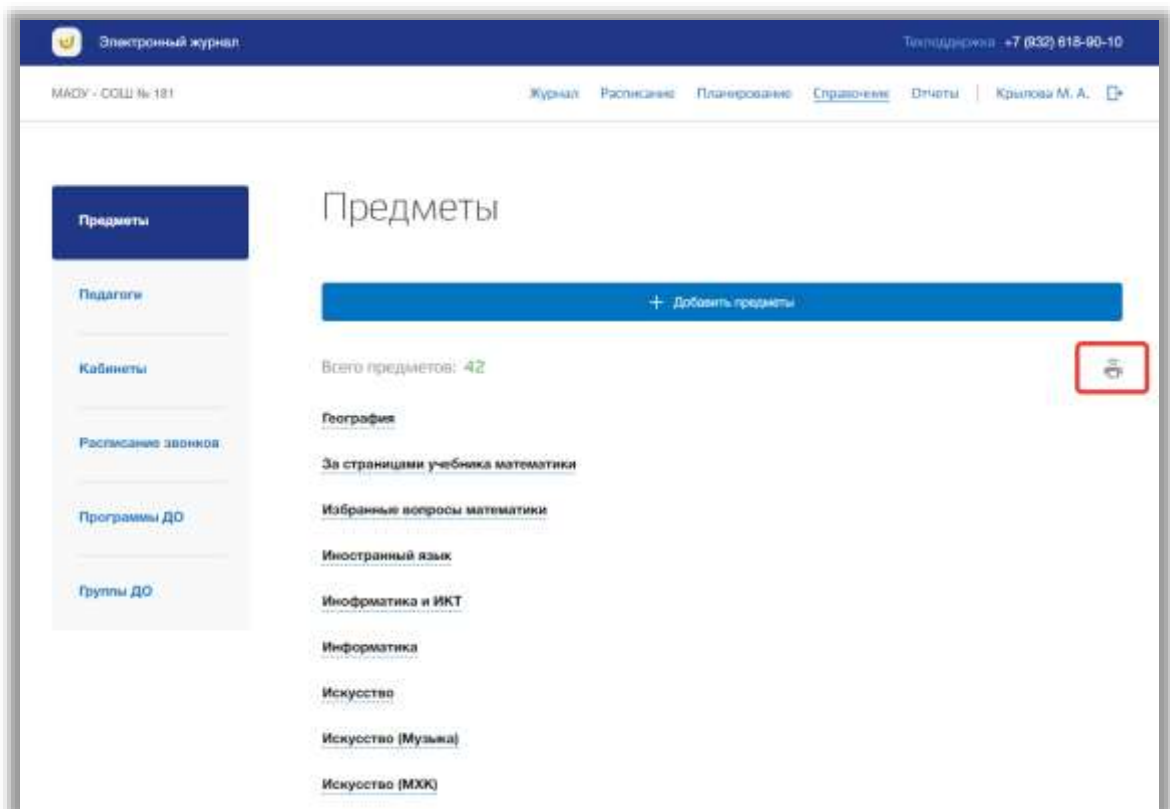 Электронный журнал
Техподдержка +7 (932) 618-90-10
МАОУ - СОШ № 181
Журнал Расписание Планирование Справочник Отчеты Крылова М. А.
Предметы
Предметы
Педагоги
Кабинеты
Расписание звонков
Программы ДО
Группы ДО
+ Добавить предметы
Всего предметов: 42
География
За страницами учебника математики
Избранные вопросы математики
Иностранный язык
Инофрматика и ИКТ
Информатика
Искусство
Искусство (Музыка)
Искусство (МХК)